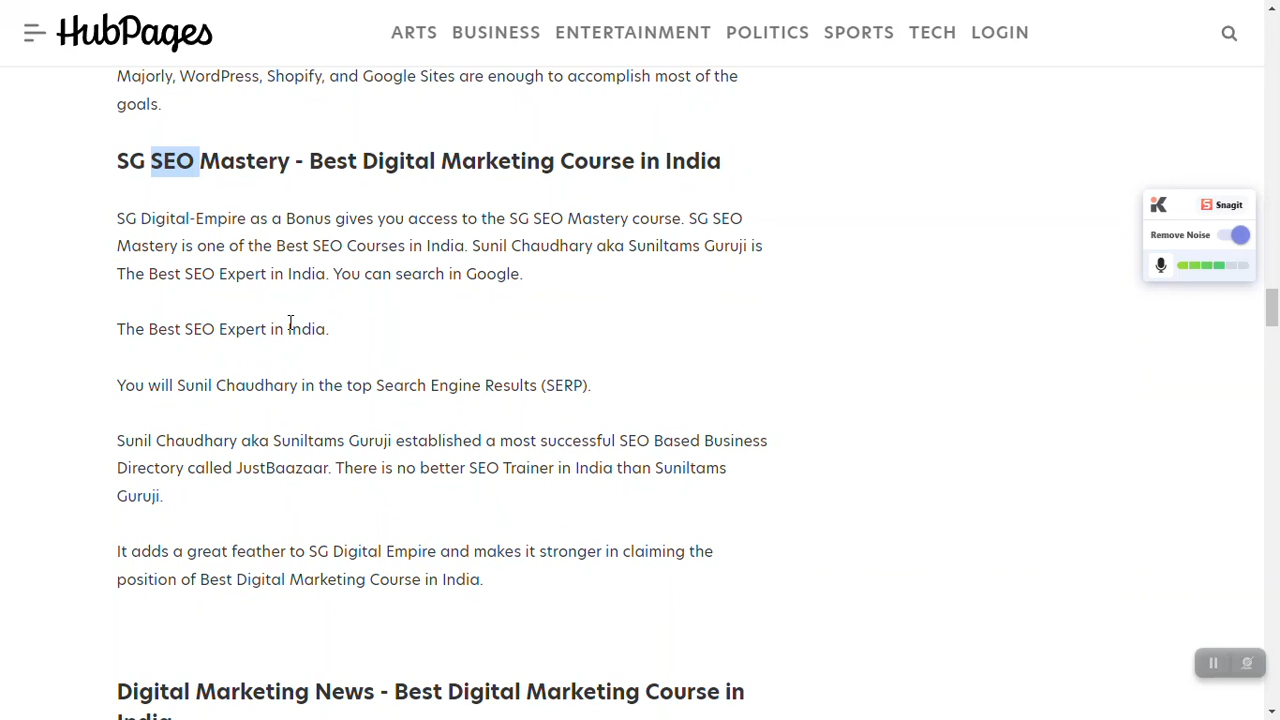 HubPages
ARTS BUSINESS ENTERTAINMENT POLITICS SPORTS TECH LOGIN
Majorly, WordPress, Shopify, and Google Sites are enough to accomplish most of the
goals.
SG SEO Mastery - Best Digital Marketing Course in India
SG Digital-Empire as a Bonus gives you access to the SG SEO Mastery course. SG SEO
Mastery is one of the Best SEO Courses in India. Sunil Chaudhary aka Suniltams Guruji is
The Best SEO Expert in India. You can search in Google.
The Best SEO Expert in India.
You will Sunil Chaudhary in the top Search Engine Results (SERP).
Sunil Chaudhary aka Suniltams Guruji established a most successful SEO Based Business
Directory called JustBaazaar. There is no better SEO Trainer in India than Suniltams
Guruji.
It adds a great feather to SG Digital Empire and makes it stronger in claiming the
position of Best Digital Marketing Course in India.
Digital Marketing News - Best Digital Marketing Course in
India
Snagit
Remove Noise